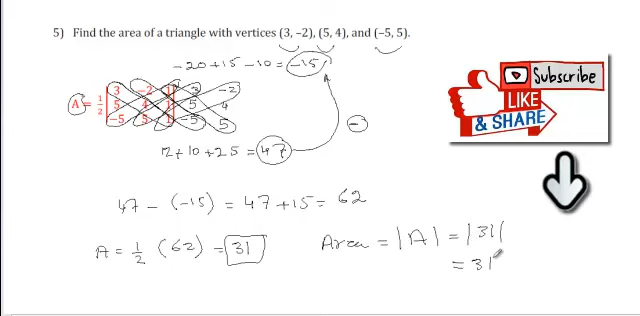 5) Find the area of a triangle with vertices (3, –2), (5, 4), and (–5, 5).
-20+15-10=-15
A = 1/2 | 3 -2 1 | 3 -2
5 4 1 | 5 4
-5 5 1 | -5 5
12+10+25=47
47 - (-15) = 47+15 = 62
A = 1/2 (62) = 31
Area = |A| = |31|
= 31
Subscribe
LIKE
& SHARE